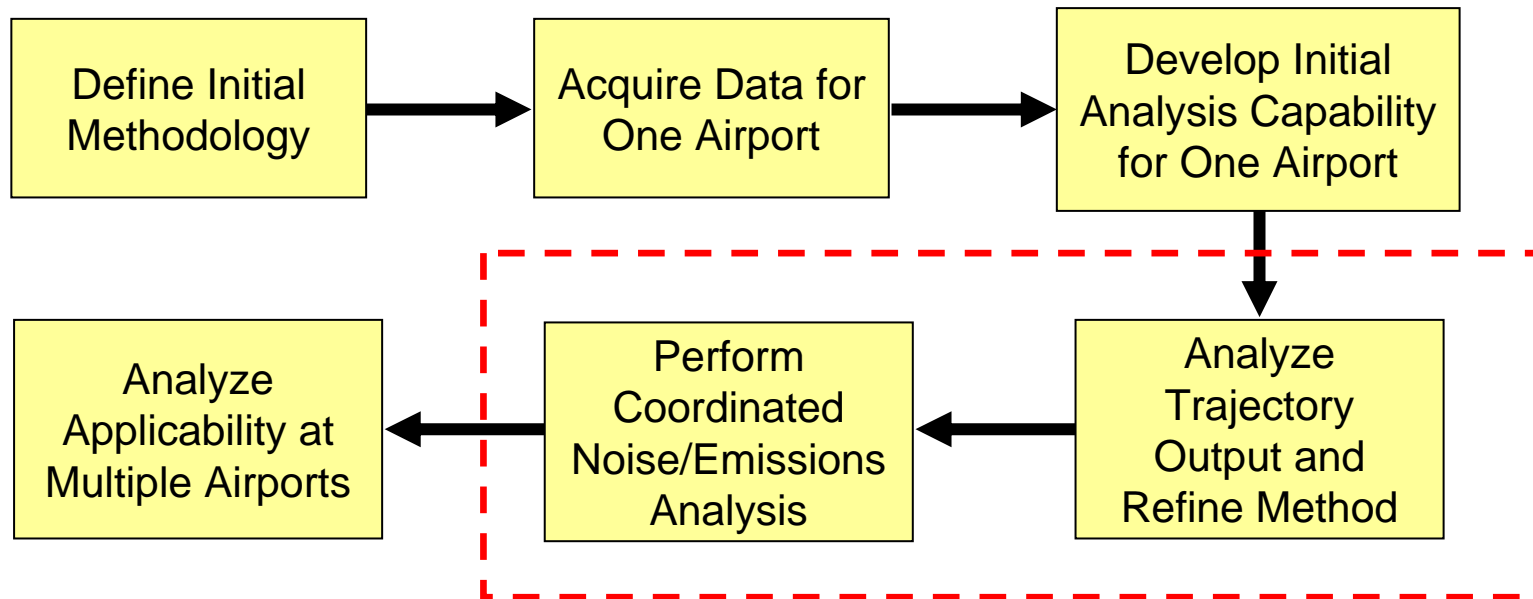 Define Initial
Methodology
Acquire Data for
One Airport
Develop Initial
Analysis Capability
for One Airport
Analyze
Trajectory
Output and
Refine Method
Perform
Coordinated
Noise/Emissions
Analysis
Analyze
Applicability at
Multiple Airports